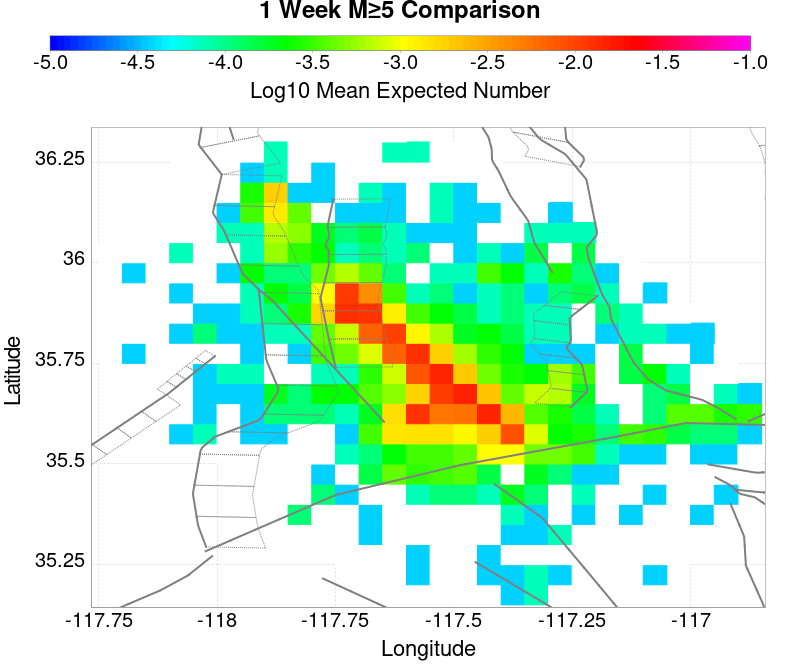 1 Week M≥5 Comparison
-5.0 -4.5 -4.0 -3.5 -3.0 -2.5 -2.0 -1.5 -1.0
Log10 Mean Expected Number
36.25
36
35.75
35.5
35.25
Latitude
-117.75 -118 -117.75 -117.5 -117.25 -117
Longitude